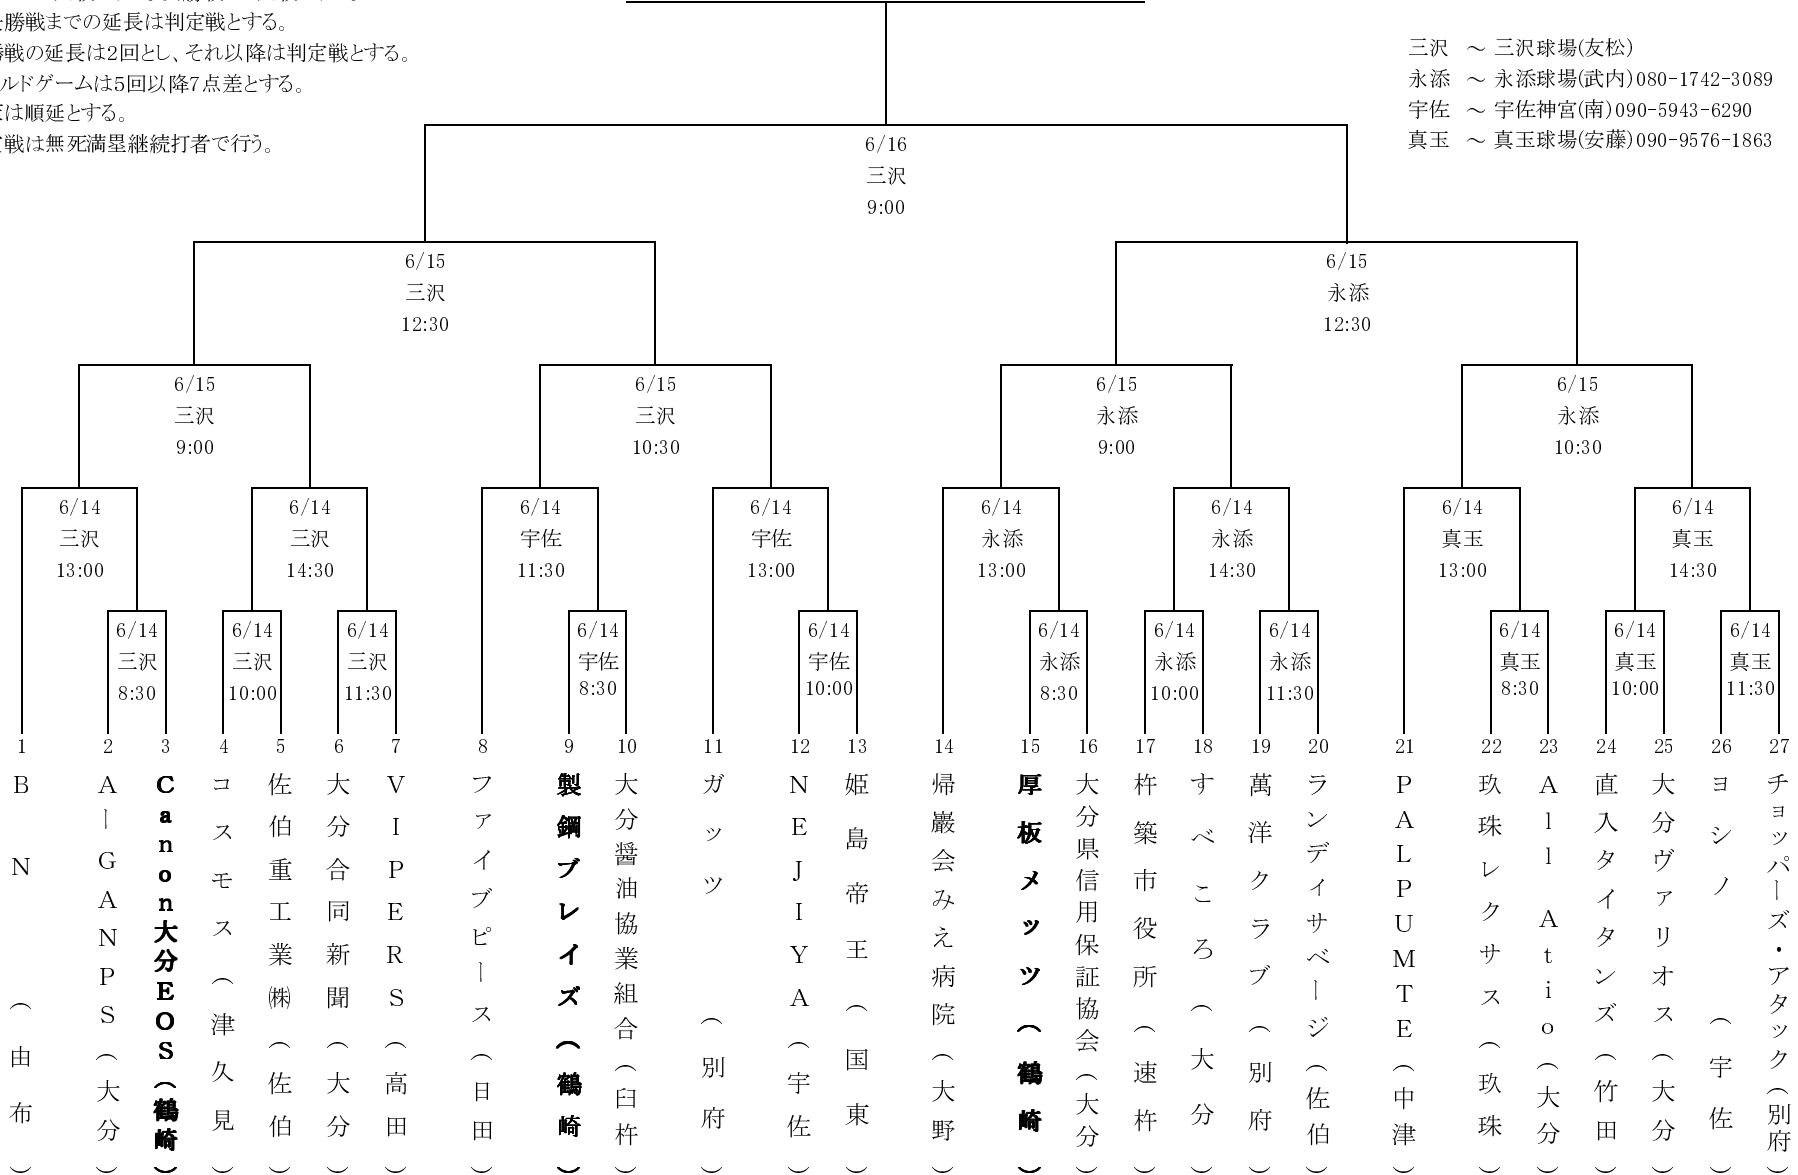 勝戦までの延長は判定戦とする。
戦の延長は2回とし、それ以降は判定戦とする。
ルドゲームは5回以降7点差とする。
は順延とする。
戦は無死満塁継続打者で行う。
三沢 ～ 三沢球場(友松)
永添 ～ 永添球場(武内)080-1742-3089
宇佐 ～ 宇佐神宮(南)090-5943-6290
真玉 ～ 真玉球場(安藤)090-9576-1863
6/16
三沢
9:00
6/15
三沢
12:30
6/15
永添
12:30
6/15
三沢
9:00
6/15
三沢
10:30
6/15
永添
9:00
6/15
永添
10:30
6/14
三沢
13:00
6/14
三沢
14:30
6/14
宇佐
11:30
6/14
宇佐
13:00
6/14
永添
13:00
6/14
永添
14:30
6/14
真玉
13:00
6/14
真玉
14:30
6/14
三沢
8:30
6/14
三沢
10:00
6/14
三沢
11:30
6/14
宇佐
8:30
6/14
宇佐
10:00
6/14
永添
8:30
6/14
永添
10:00
6/14
永添
11:30
6/14
真玉
8:30
6/14
真玉
10:00
6/14
真玉
11:30
1
BN(由布)
2
A-GANPS(大分)
3
Canon大分EOS(鶴崎)
4
コスモス(津久見)
5
佐伯重工業㈱(佐伯)
6
大分合同新聞(大分)
7
VIPERS(高田)
8
ファイブピース(日田)
9
製鋼ブレイズ(鶴崎)
10
大分醤油協業組合(臼杵)
11
ガッツ(別府)
12
NEJIYA(宇佐)
13
姫島帝王(国東)
14
帰巖会みえ病院(大野)
15
厚板メッツ(鶴崎)
16
大分県信用保証協会(大分)
17
杵築市役所(速杵)
18
すべころ(大分)
19
萬洋クラブ(別府)
20
ランディサベージ(佐伯)
21
PALPUMTE(中津)
22
玖珠レクサス(玖珠)
23
All Atio(大分)
24
直入タイタンズ(竹田)
25
大分ヴァリオス(大分)
26
ヨシノ(宇佐)
27
チョッパーズ・アタック(別府)